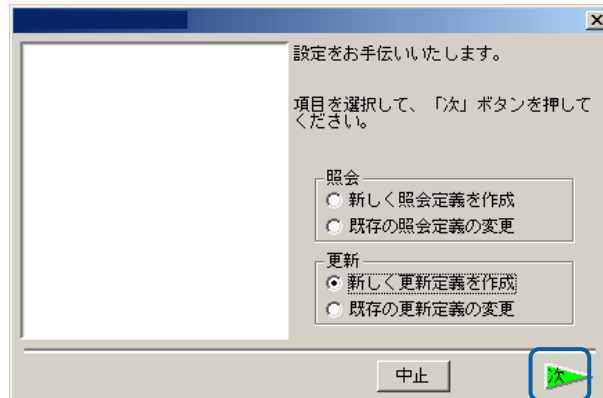 設定をお手伝いいたします。
項目を選択して、「次」ボタンを押して
ください。
照会
新しく照会定義を作成
既存の照会定義の変更
更新
新しく更新定義を作成
既存の更新定義の変更
中止
次